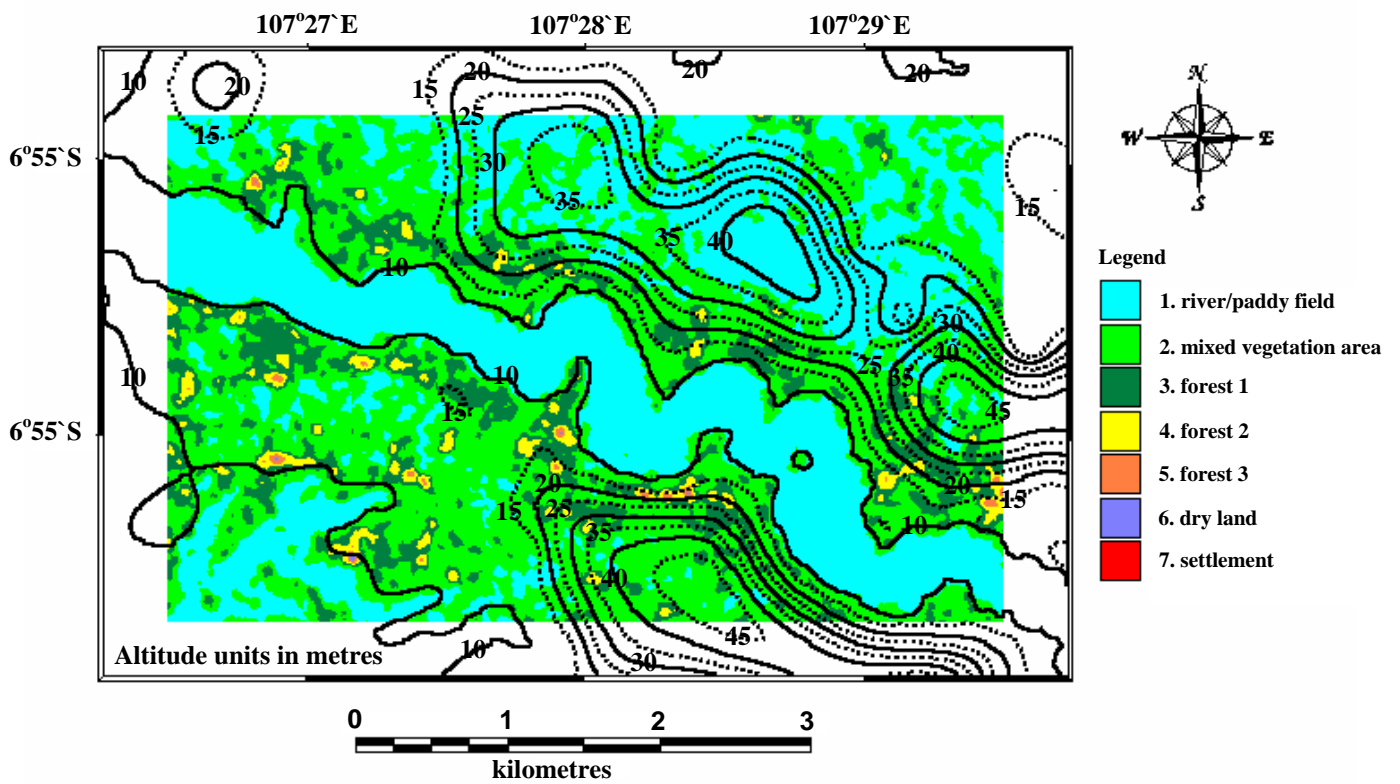 107°27`E 107°28`E 107°29`E
10 20 15 20 20 20
15 25
6°55`S
30
35
15
35 40
10
30
40
25 35
10 10
15 45
6°55`S
20 20
15 25 15
35 10
40
45
10 30
Altitude units in metres
0 1 2 3
kilometres
N
W E
S
Legend
1. river/paddy field
2. mixed vegetation area
3. forest 1
4. forest 2
5. forest 3
6. dry land
7. settlement